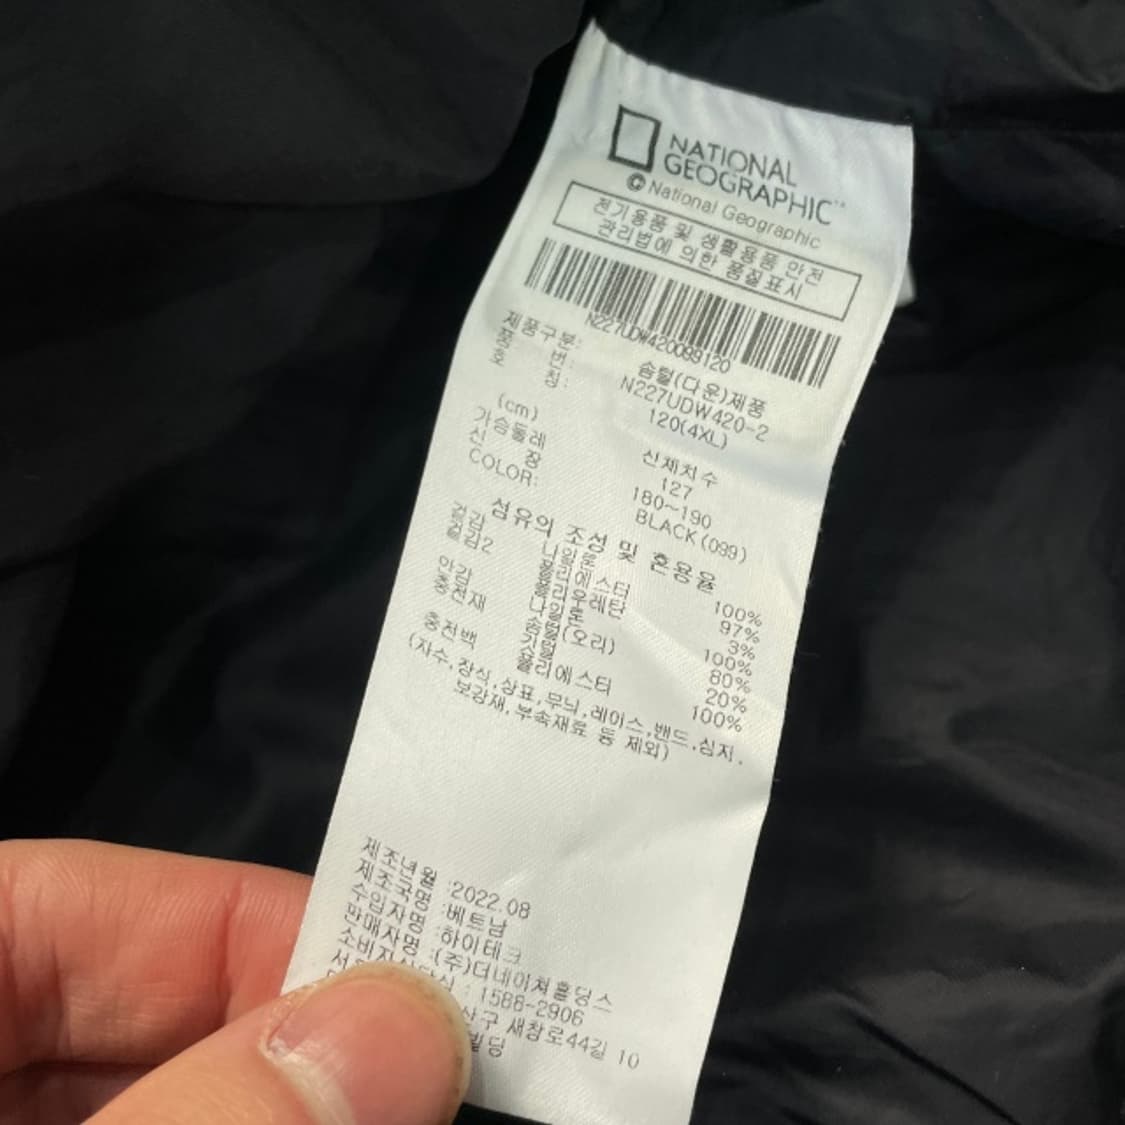 NATIONAL
GEOGRAPHIC™
© National Geographic
전기용품 및 생활용품 안전
관리법에 의한 품질표시
N227UDW420099120
제품구분: 솜털(다운)제품
품 번: N227UDW420-2
호 칭: 120(4XL)
(cm) 신체치수
가슴둘레 127
신 장 180~190
COLOR: BLACK(099)
섬유의 조성 및 혼용율
겉감 나일론 100%
겉감2 폴리에스터 97%
폴리우레탄 3%
안감 나일론 100%
충전재 솜털(오리) 80%
깃털 20%
충전백 폴리에스터 100%
(자수,장식,상표,무늬,레이스,밴드,심지,
보강재,부속재료 등 제외)
제조년월 :2022.08
제조국명 :베트남
수입자명 :하이테크
판매자명 :(주)더네이쳐홀딩스
: 1588-2906
산구 새창로44길 10
빌딩